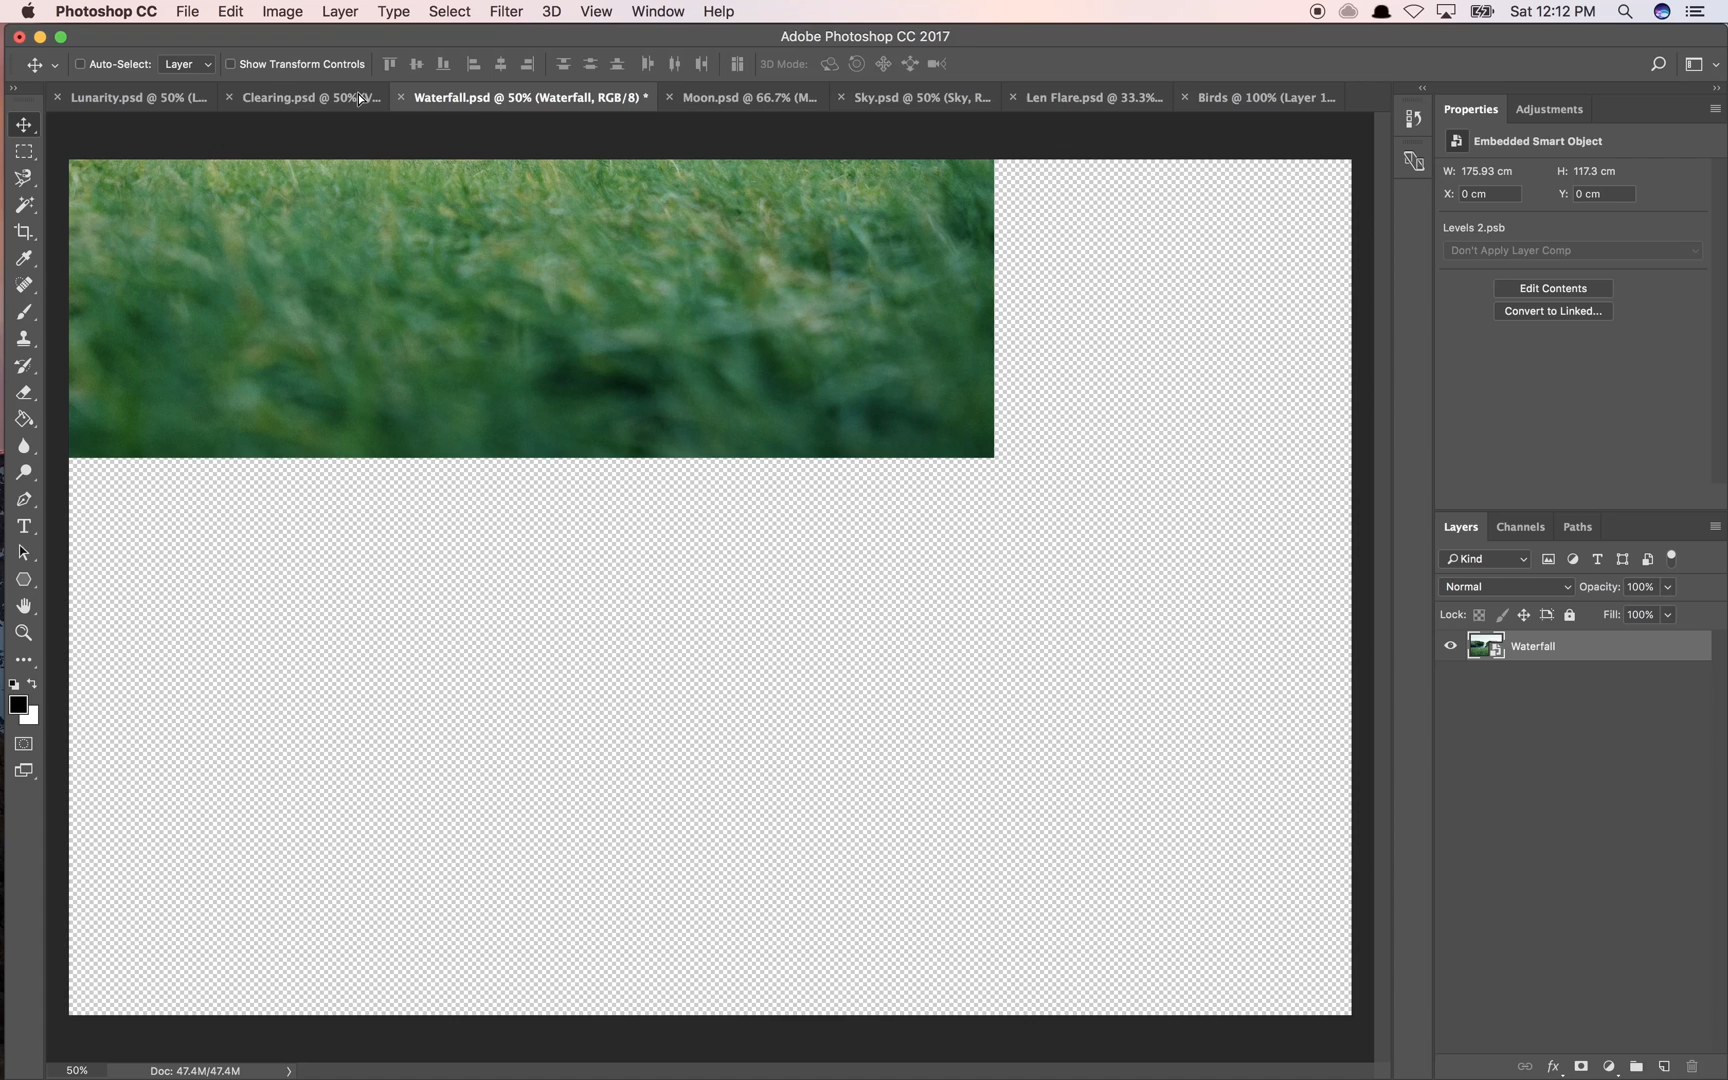 Photoshop CC File Edit Image Layer Type Select Filter 3D View Window Help Sat 12:12 PM
Adobe Photoshop CC 2017
Auto-Select: Layer Show Transform Controls 3D Mode:
Lunarity.psd @ 50% (L... Clearing.psd @ 50% ... Waterfall.psd @ 50% (Waterfall, RGB/8) * Moon.psd @ 66.7% (M... Sky.psd @ 50% (Sky, R... Len Flare.psd @ 33.3%... Birds @ 100% (Layer 1...
Properties Adjustments
Embedded Smart Object
W: 175.93 cm H: 117.3 cm
X: 0 cm Y: 0 cm
Levels 2.psb
Don't Apply Layer Comp
Edit Contents
Convert to Linked...
Layers Channels Paths
Kind
Normal Opacity: 100%
Lock: Fill: 100%
Waterfall
50% Doc: 47.4M/47.4M